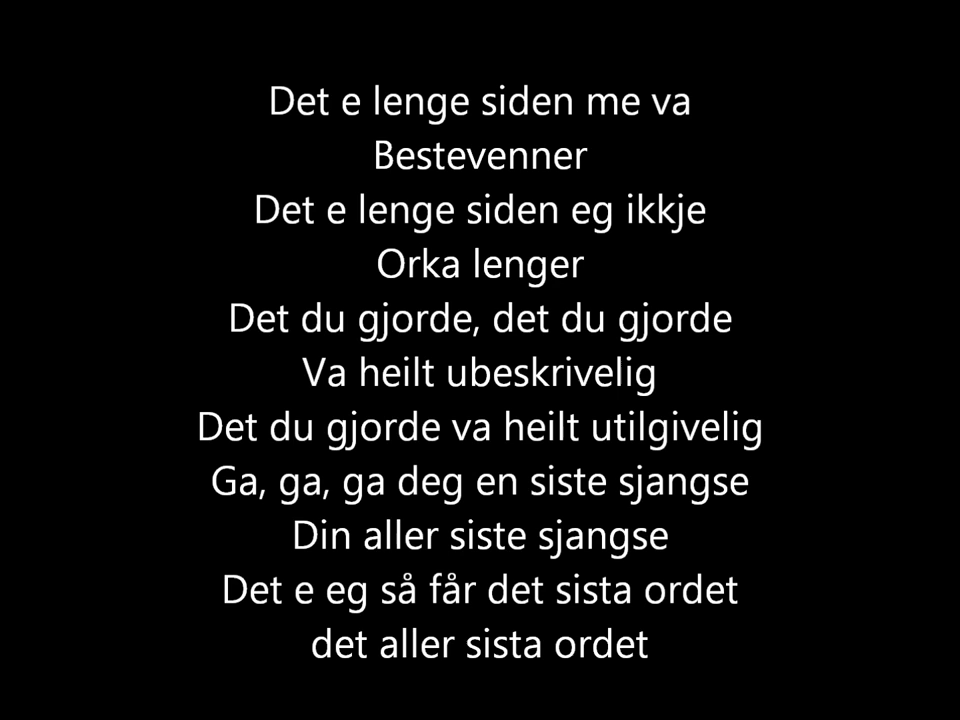 Det e lenge siden me va
Bestevenner
Det e lenge siden eg ikkje
Orka lenger
Det du gjorde, det du gjorde
Va heilt ubeskrivelig
Det du gjorde va heilt utilgivelig
Ga, ga, ga deg en siste sjangse
Din aller siste sjangse
Det e eg så får det sista ordet
det aller sista ordet